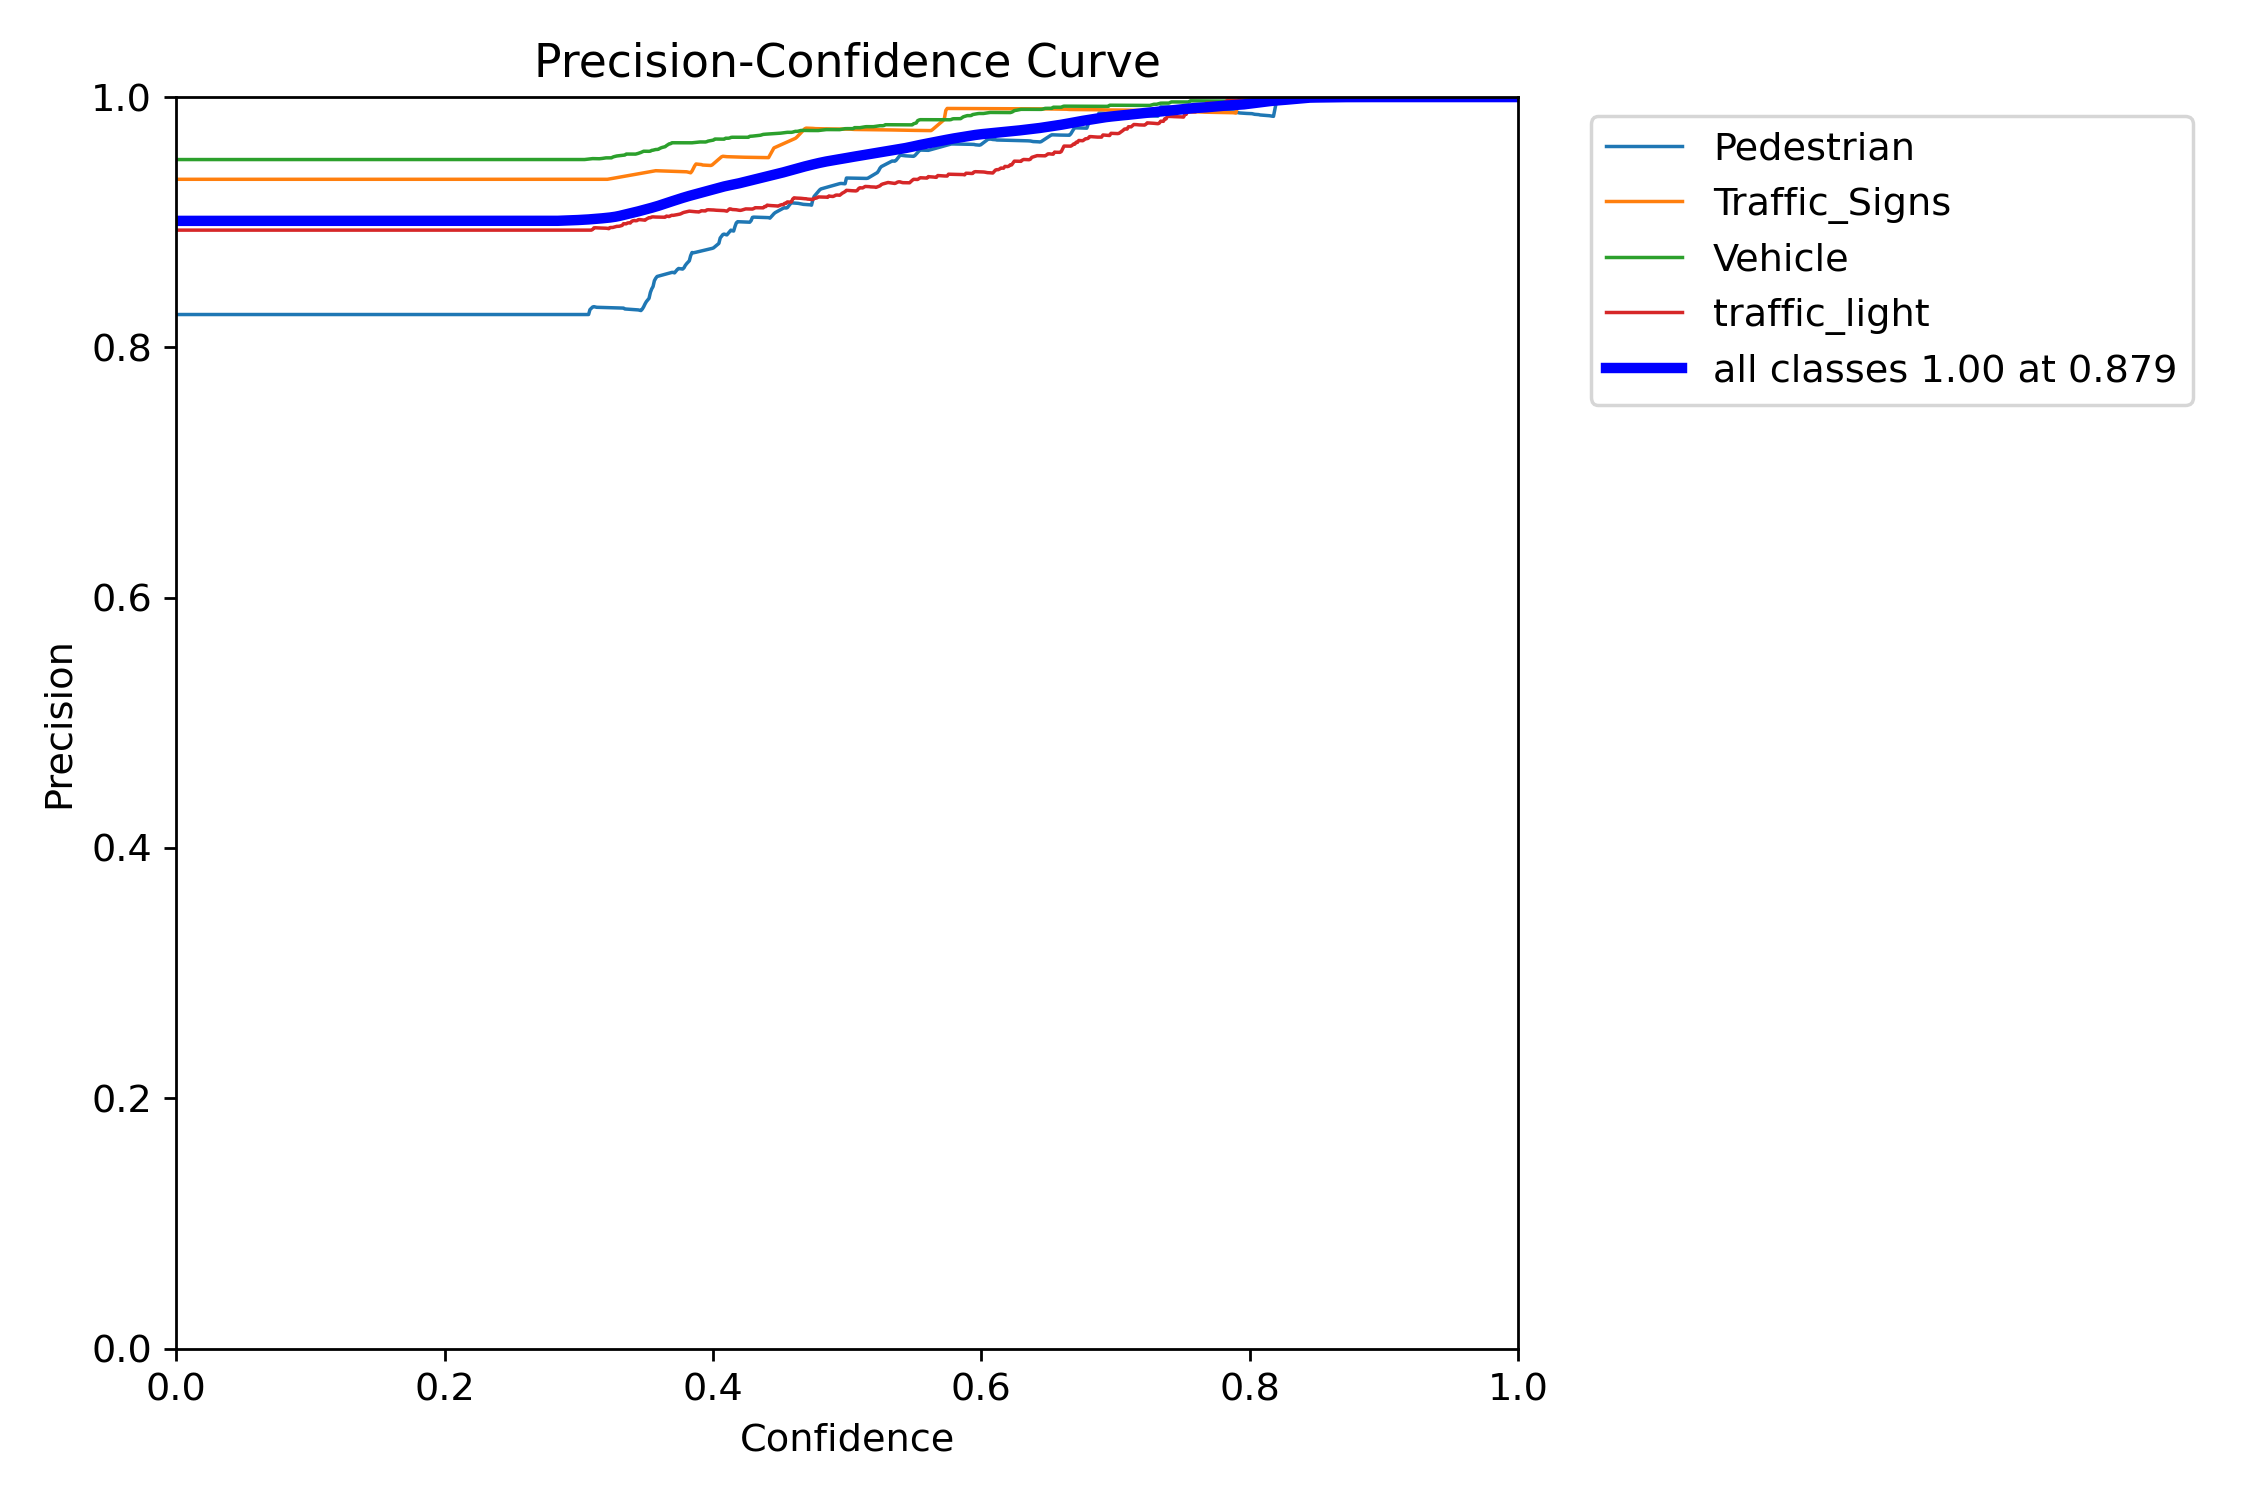 Precision-Confidence Curve
1.0
0.8
0.6
0.4
0.2
0.0
Precision
0.0 0.2 0.4 0.6 0.8 1.0
Confidence
Pedestrian
Traffic_Signs
Vehicle
traffic_light
all classes 1.00 at 0.879